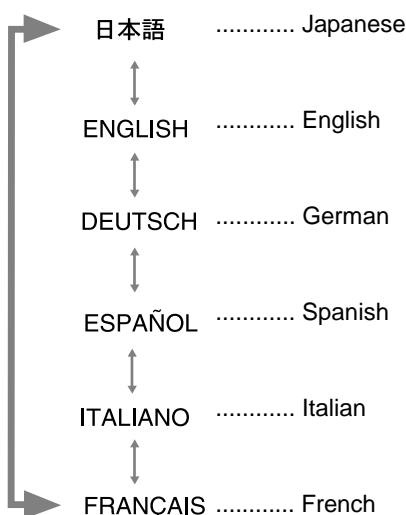 日本語 ............ Japanese
ENGLISH ............ English
DEUTSCH ............ German
ESPAÑOL ............ Spanish
ITALIANO ............ Italian
FRANCAIS ............ French